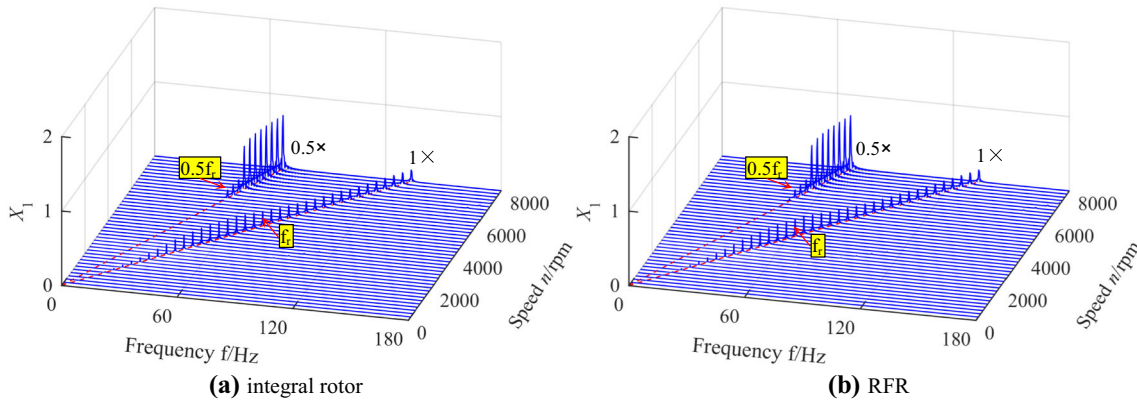 2
1
0
X1
0
60
120
180
Frequency f/Hz
0
2000
4000
6000
8000
Speed n/rpm
0.5fr
0.5×
1×
fr
(a) integral rotor
2
1
0
X1
0
60
120
180
Frequency f/Hz
0
2000
4000
6000
8000
Speed n/rpm
0.5fr
0.5×
1×
fr
(b) RFR